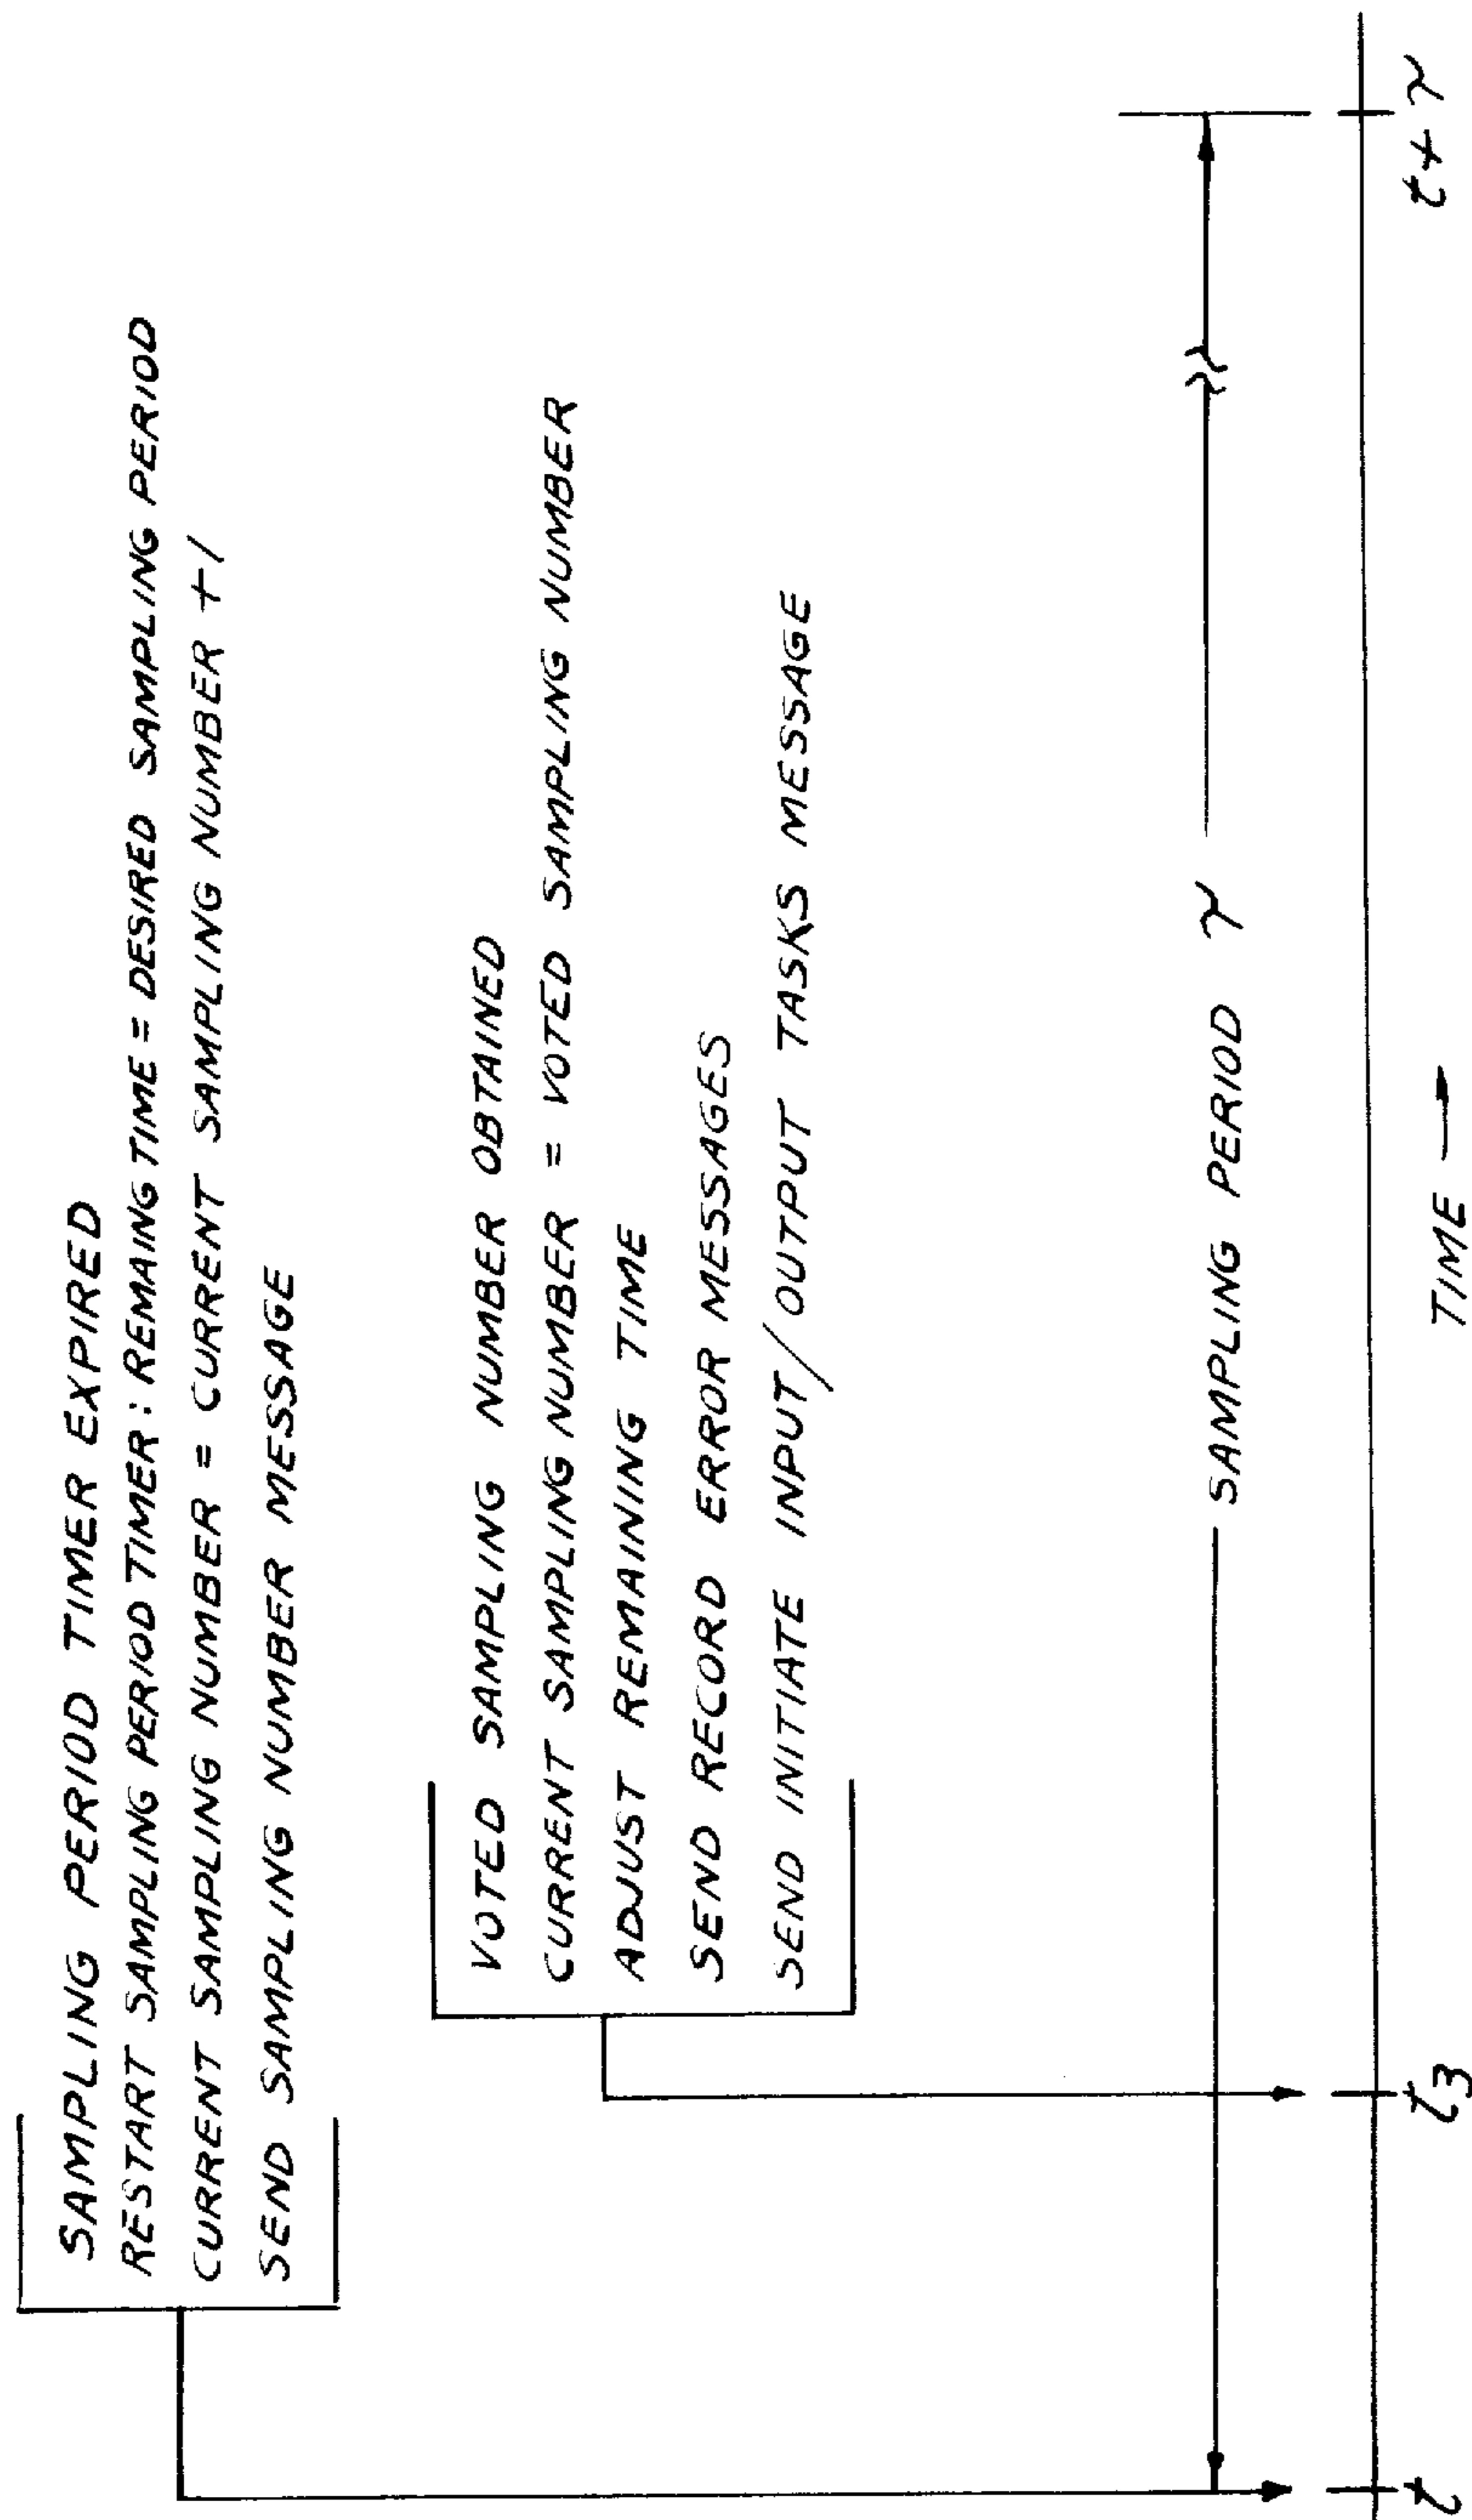 SAMPLING PERIOD TIMER EXPIRED
RESTART SAMPLING PERIOD TIMER: REMAING TIME = DESIRED SAMPLING PERIOD
CURRENT SAMPLING NUMBER = CURRENT SAMPLING NUMBER +1
SEND SAMPLING NUMBER MESSAGE
VOTED SAMPLING NUMBER OBTAINED
CURRENT SAMPLING NUMBER = VOTED SAMPLING NUMBER
ADJUST REMAINING TIME
SEND RECORD ERROR MESSAGES
SEND INITIATE INPUT/OUTPUT TASKS MESSAGE
SAMPLING PERIOD τ
t t3 t+τ
TIME